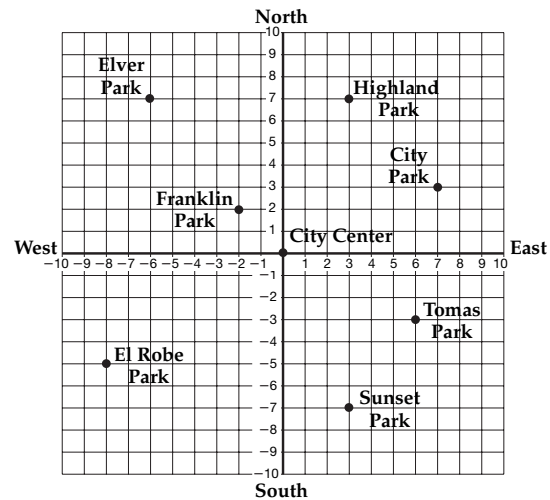 North
10
9
8
7
6
5
4
3
2
1
Elver
Park
Highland
Park
City
Park
Franklin
Park
City Center
West
East
−10 −9 −8 −7 −6 −5 −4 −3 −2 −1 1 2 3 4 5 6 7 8 9 10
−1
−2
−3
−4
−5
−6
−7
−8
−9
−10
Tomas
Park
El Robe
Park
Sunset
Park
South